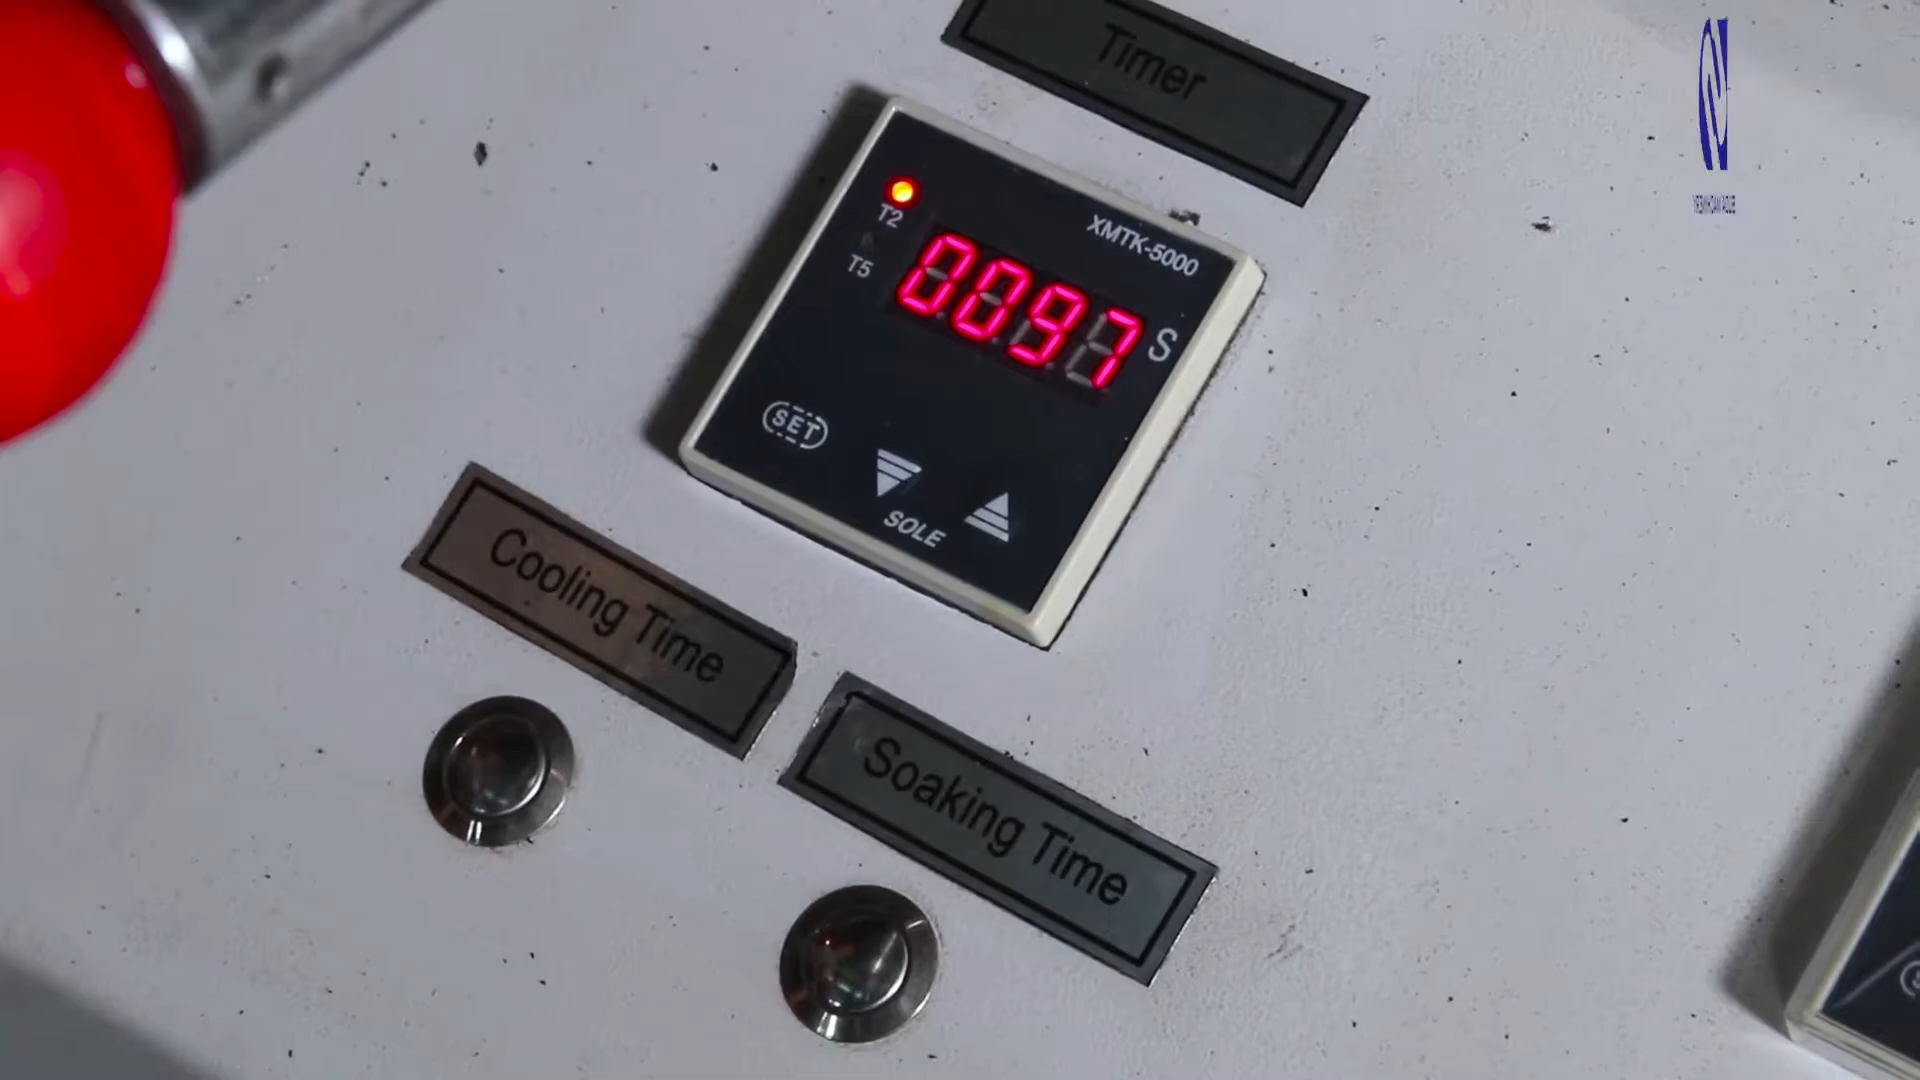 Timer
T2
XMTK-5000
T5
0097 S
SET
SOLE
Cooling Time
Soaking Time